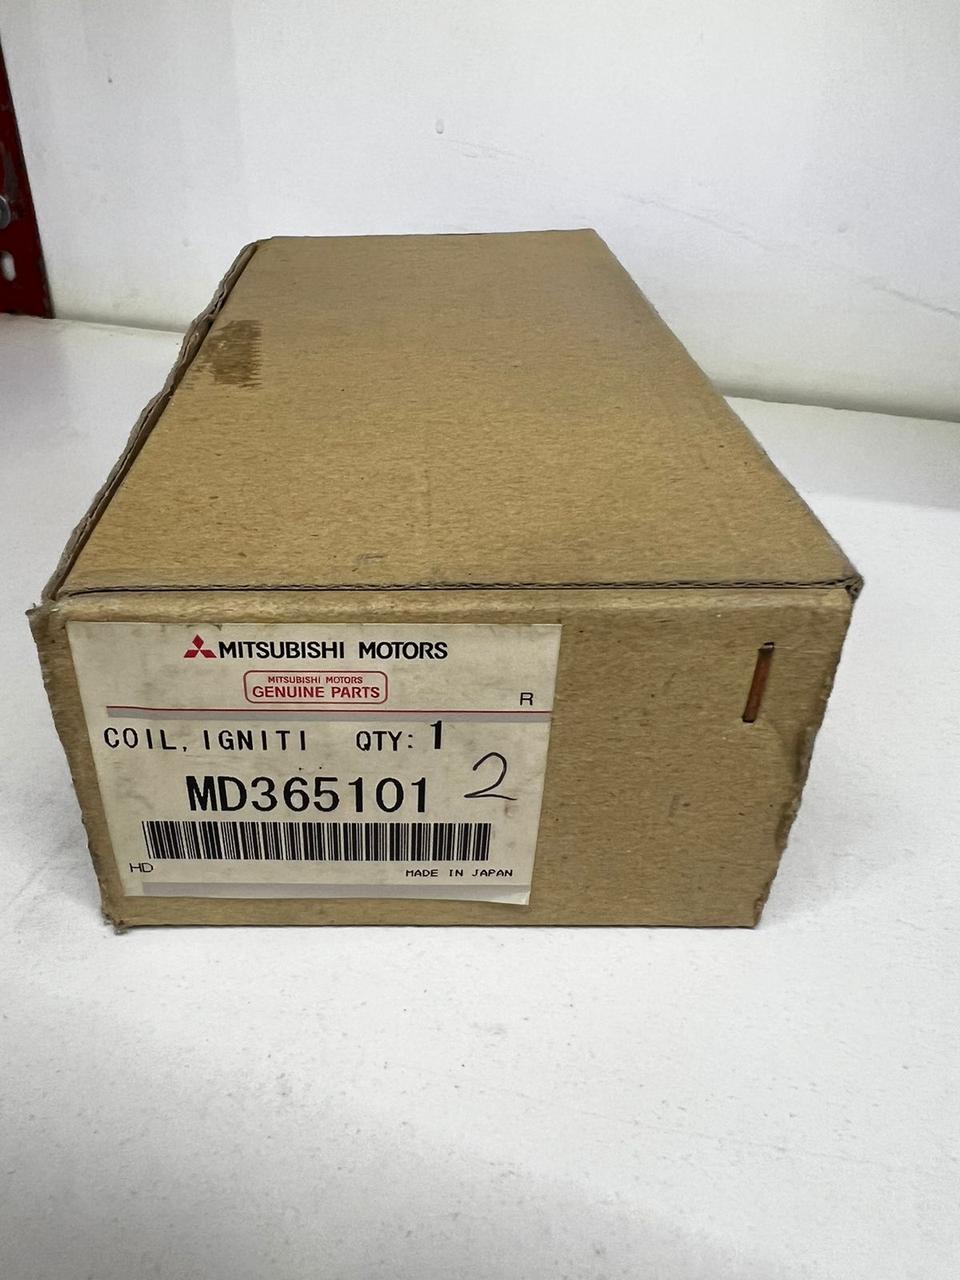 MITSUBISHI MOTORS
MITSUBISHI MOTORS
GENUINE PARTS
R
COIL, IGNITI QTY: 1
MD365101 2
HD MADE IN JAPAN